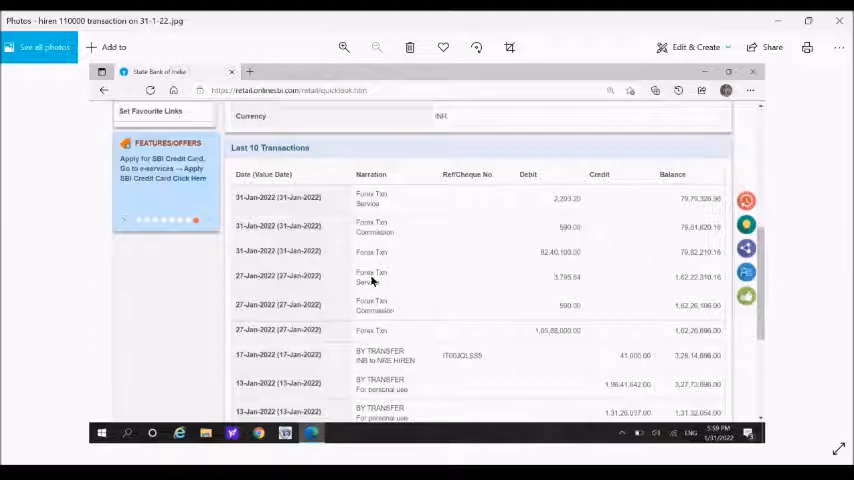 Photos - hiren 110000 transaction on 31-1-22.jpg
See all photos
Add to
Edit & Create
Share
State Bank of India
https://retail.onlinesbi.com/retail/quicklook.htm
Set Favourite Links
Currency INR
FEATURES/OFFERS
Apply for SBI Credit Card,
Go to e-services → Apply
SBI Credit Card Click Here
Last 10 Transactions
Date (Value Date) Narration Ref/Cheque No. Debit Credit Balance
31-Jan-2022 (31-Jan-2022) Forex Txn Service 2,293.20 79,79,326.96
31-Jan-2022 (31-Jan-2022) Forex Txn Commission 590.00 79,81,620.16
31-Jan-2022 (31-Jan-2022) Forex Txn 82,40,100.00 79,82,210.16
27-Jan-2022 (27-Jan-2022) Forex Txn 3,795.84 1,62,22,310.16
27-Jan-2022 (27-Jan-2022) Forex Txn Commission 590.00 1,62,26,106.00
27-Jan-2022 (27-Jan-2022) Forex Txn 1,65,88,000.00 1,62,26,696.00
17-Jan-2022 (17-Jan-2022) BY TRANSFER INB to NRE HIREN 41,000.00 3,28,14,696.00
13-Jan-2022 (13-Jan-2022) BY TRANSFER For personal use 1,96,41,642.00 3,27,73,696.00
13-Jan-2022 (13-Jan-2022) BY TRANSFER For personal use 1,31,32,054.00
ENG
5:59 PM
1/31/2022